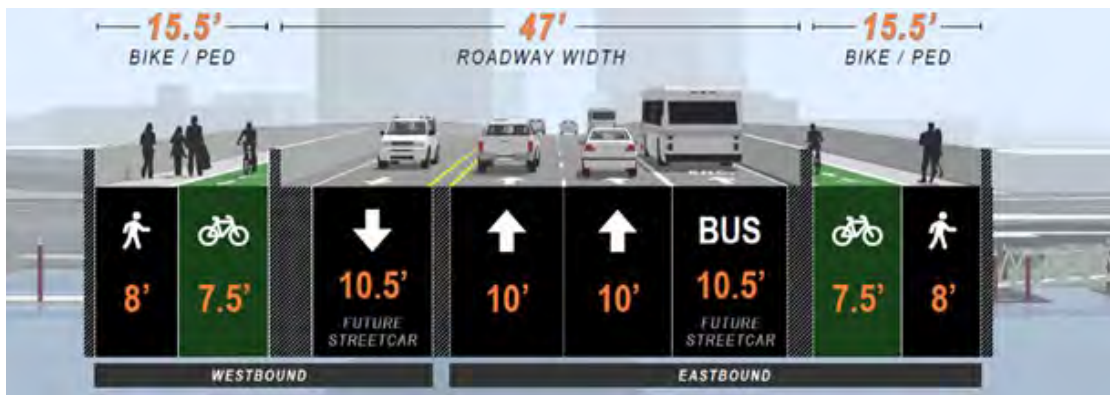 15.5'
BIKE / PED
47'
ROADWAY WIDTH
15.5'
BIKE / PED
8'
7.5'
10.5'
FUTURE
STREETCAR
10'
10'
BUS
10.5'
FUTURE
STREETCAR
7.5'
8'
WESTBOUND
EASTBOUND